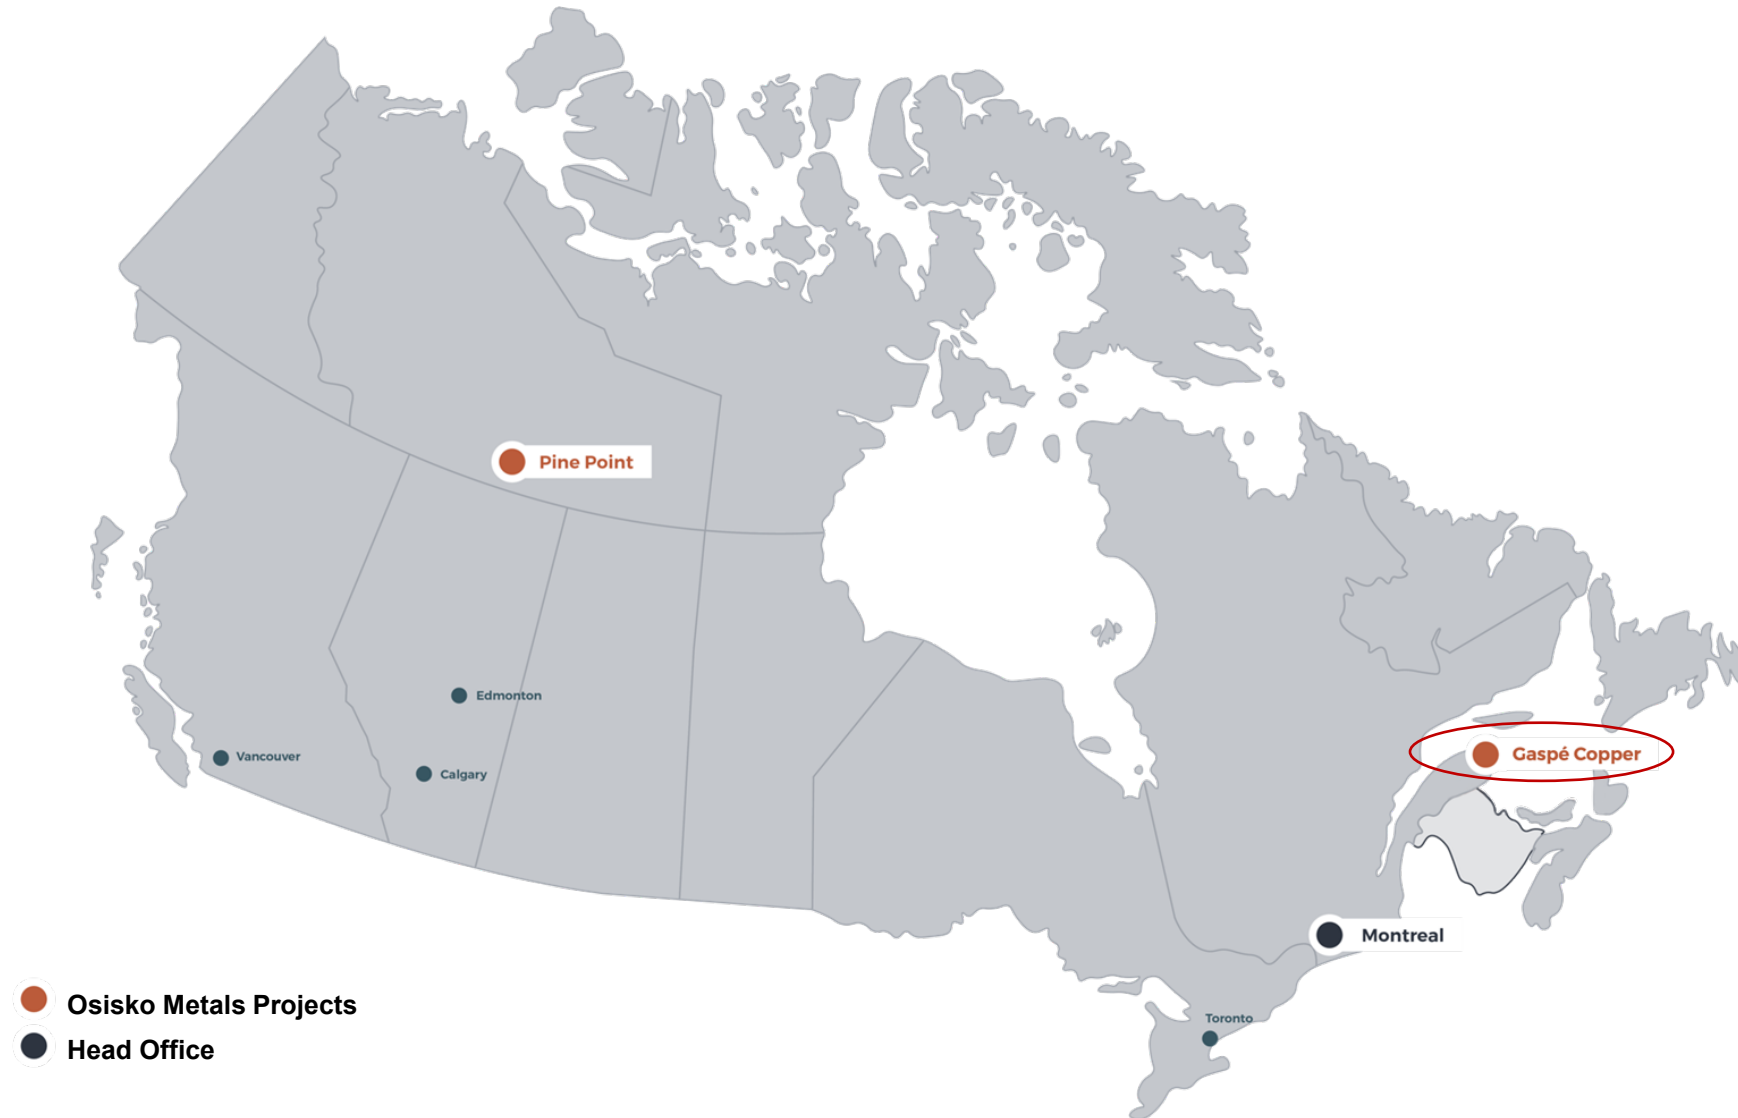 Pine Point
Edmonton
Vancouver
Calgary
Gaspé Copper
Montreal
Toronto
Osisko Metals Projects
Head Office